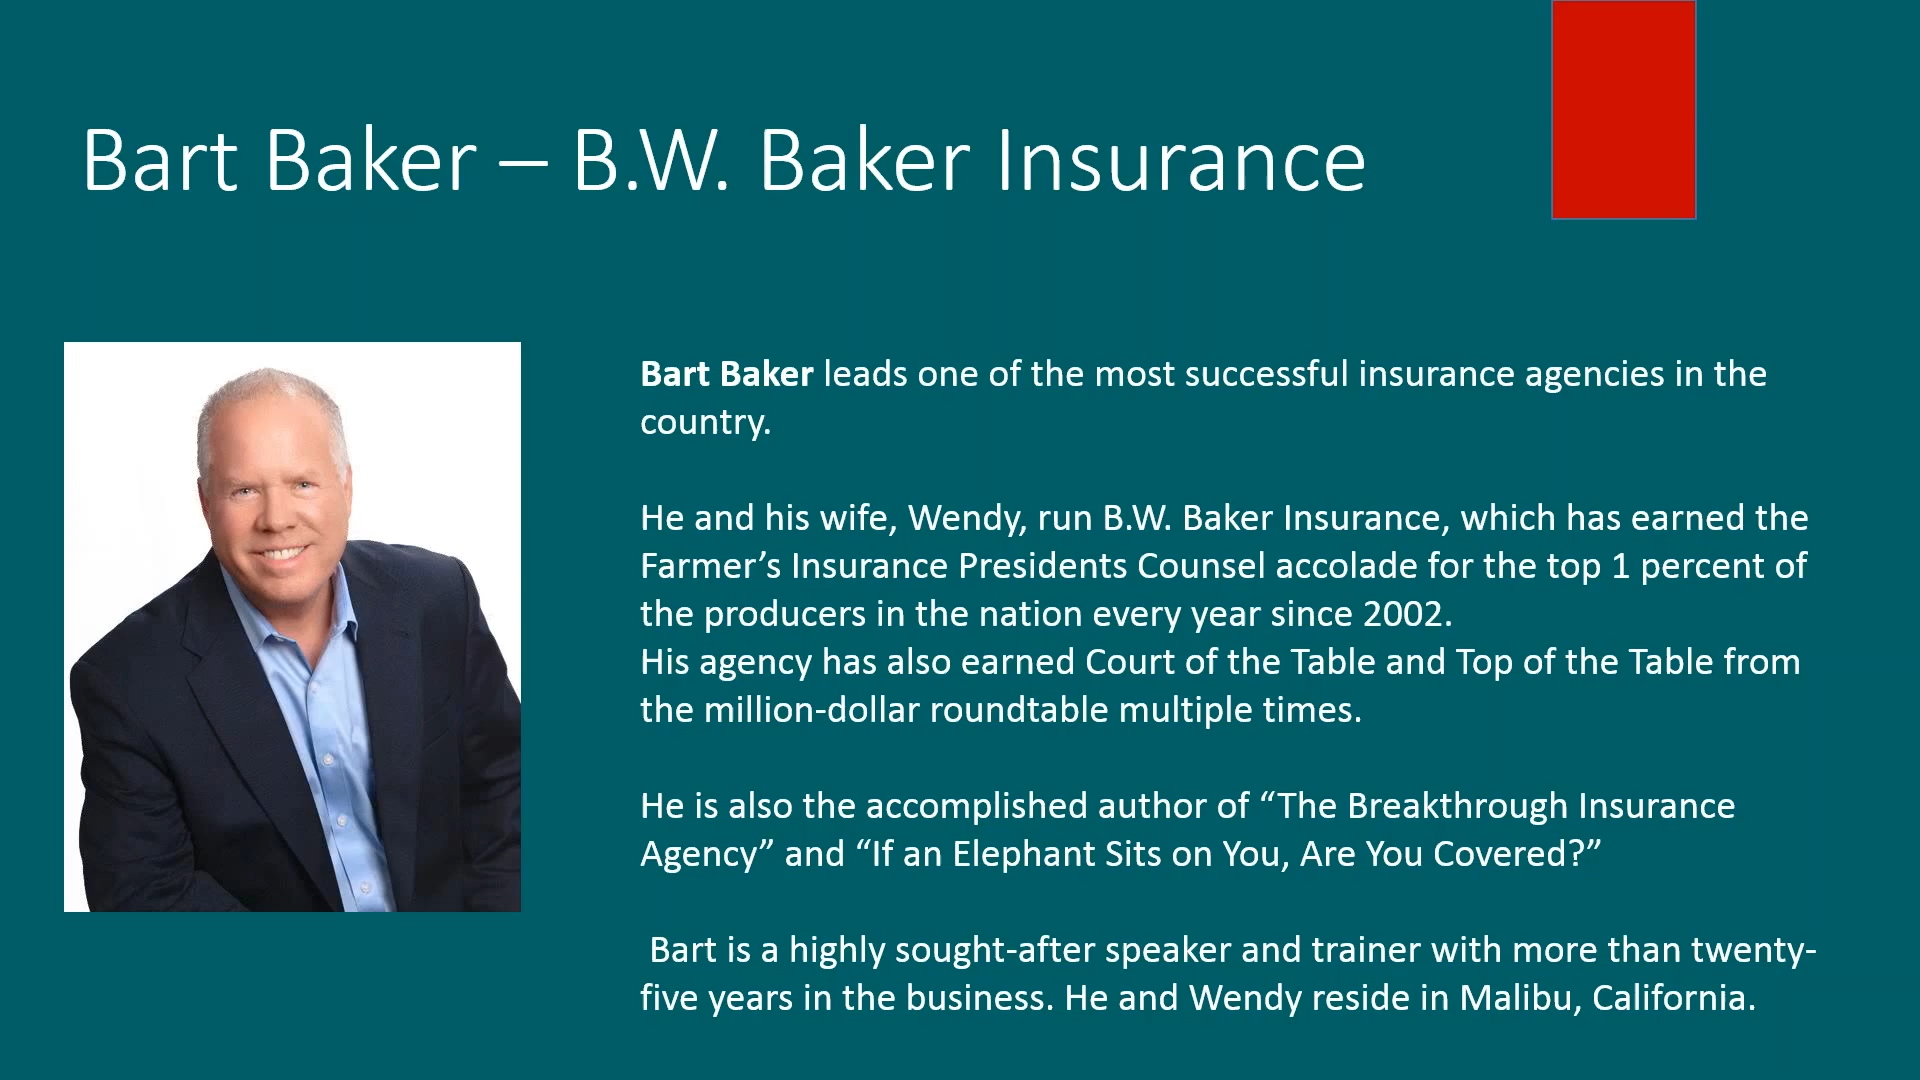 Bart Baker – B.W. Baker Insurance
Bart Baker leads one of the most successful insurance agencies in the
country.
He and his wife, Wendy, run B.W. Baker Insurance, which has earned the
Farmer’s Insurance Presidents Counsel accolade for the top 1 percent of
the producers in the nation every year since 2002.
His agency has also earned Court of the Table and Top of the Table from
the million-dollar roundtable multiple times.
He is also the accomplished author of “The Breakthrough Insurance
Agency” and “If an Elephant Sits on You, Are You Covered?”
Bart is a highly sought-after speaker and trainer with more than twenty-
five years in the business. He and Wendy reside in Malibu, California.